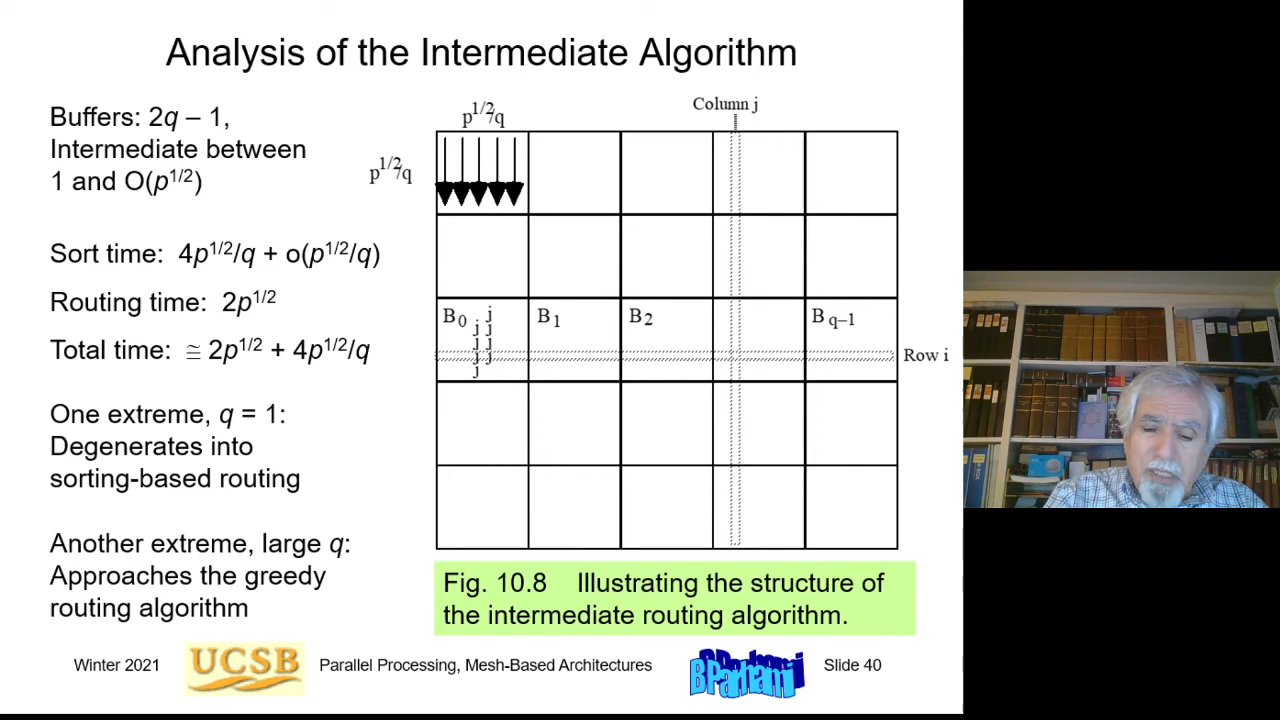 Analysis of the Intermediate Algorithm
Buffers: 2q – 1,
Intermediate between
1 and O(p^1/2)
Sort time: 4p^1/2/q + o(p^1/2/q)
Routing time: 2p^1/2
Total time: ≅ 2p^1/2 + 4p^1/2/q
One extreme, q = 1:
Degenerates into
sorting-based routing
Another extreme, large q:
Approaches the greedy
routing algorithm
p^1/2/q
p^1/2/q
Column j
B0
B1
B2
Bq–1
j
j
j
j
j
j
j
j
Row i
Fig. 10.8 Illustrating the structure of
the intermediate routing algorithm.
Winter 2021
UCSB
Parallel Processing, Mesh-Based Architectures
B Parhami
Slide 40